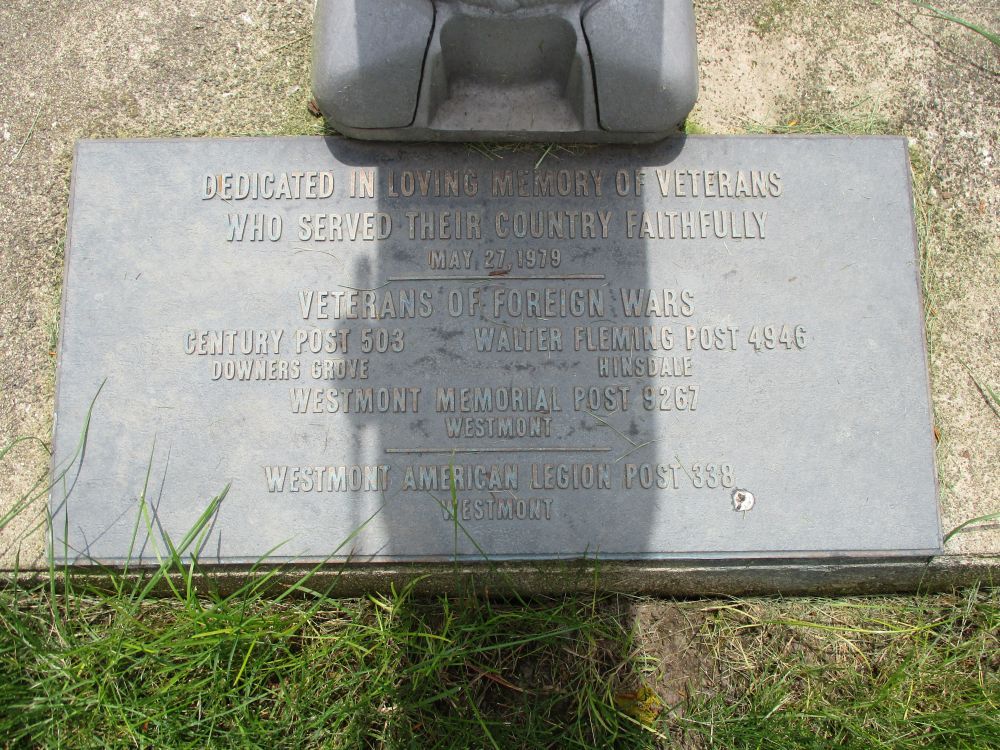 DEDICATED IN LOVING MEMORY OF VETERANS
WHO SERVED THEIR COUNTRY FAITHFULLY
MAY, 27, 1979
VETERANS OF FOREIGN WARS
CENTURY POST 503 WALTER FLEMING POST 4946
DOWNERS GROVE HINSDALE
WESTMONT MEMORIAL POST 9267
WESTMONT
WESTMONT AMERICAN LEGION POST 338
WESTMONT